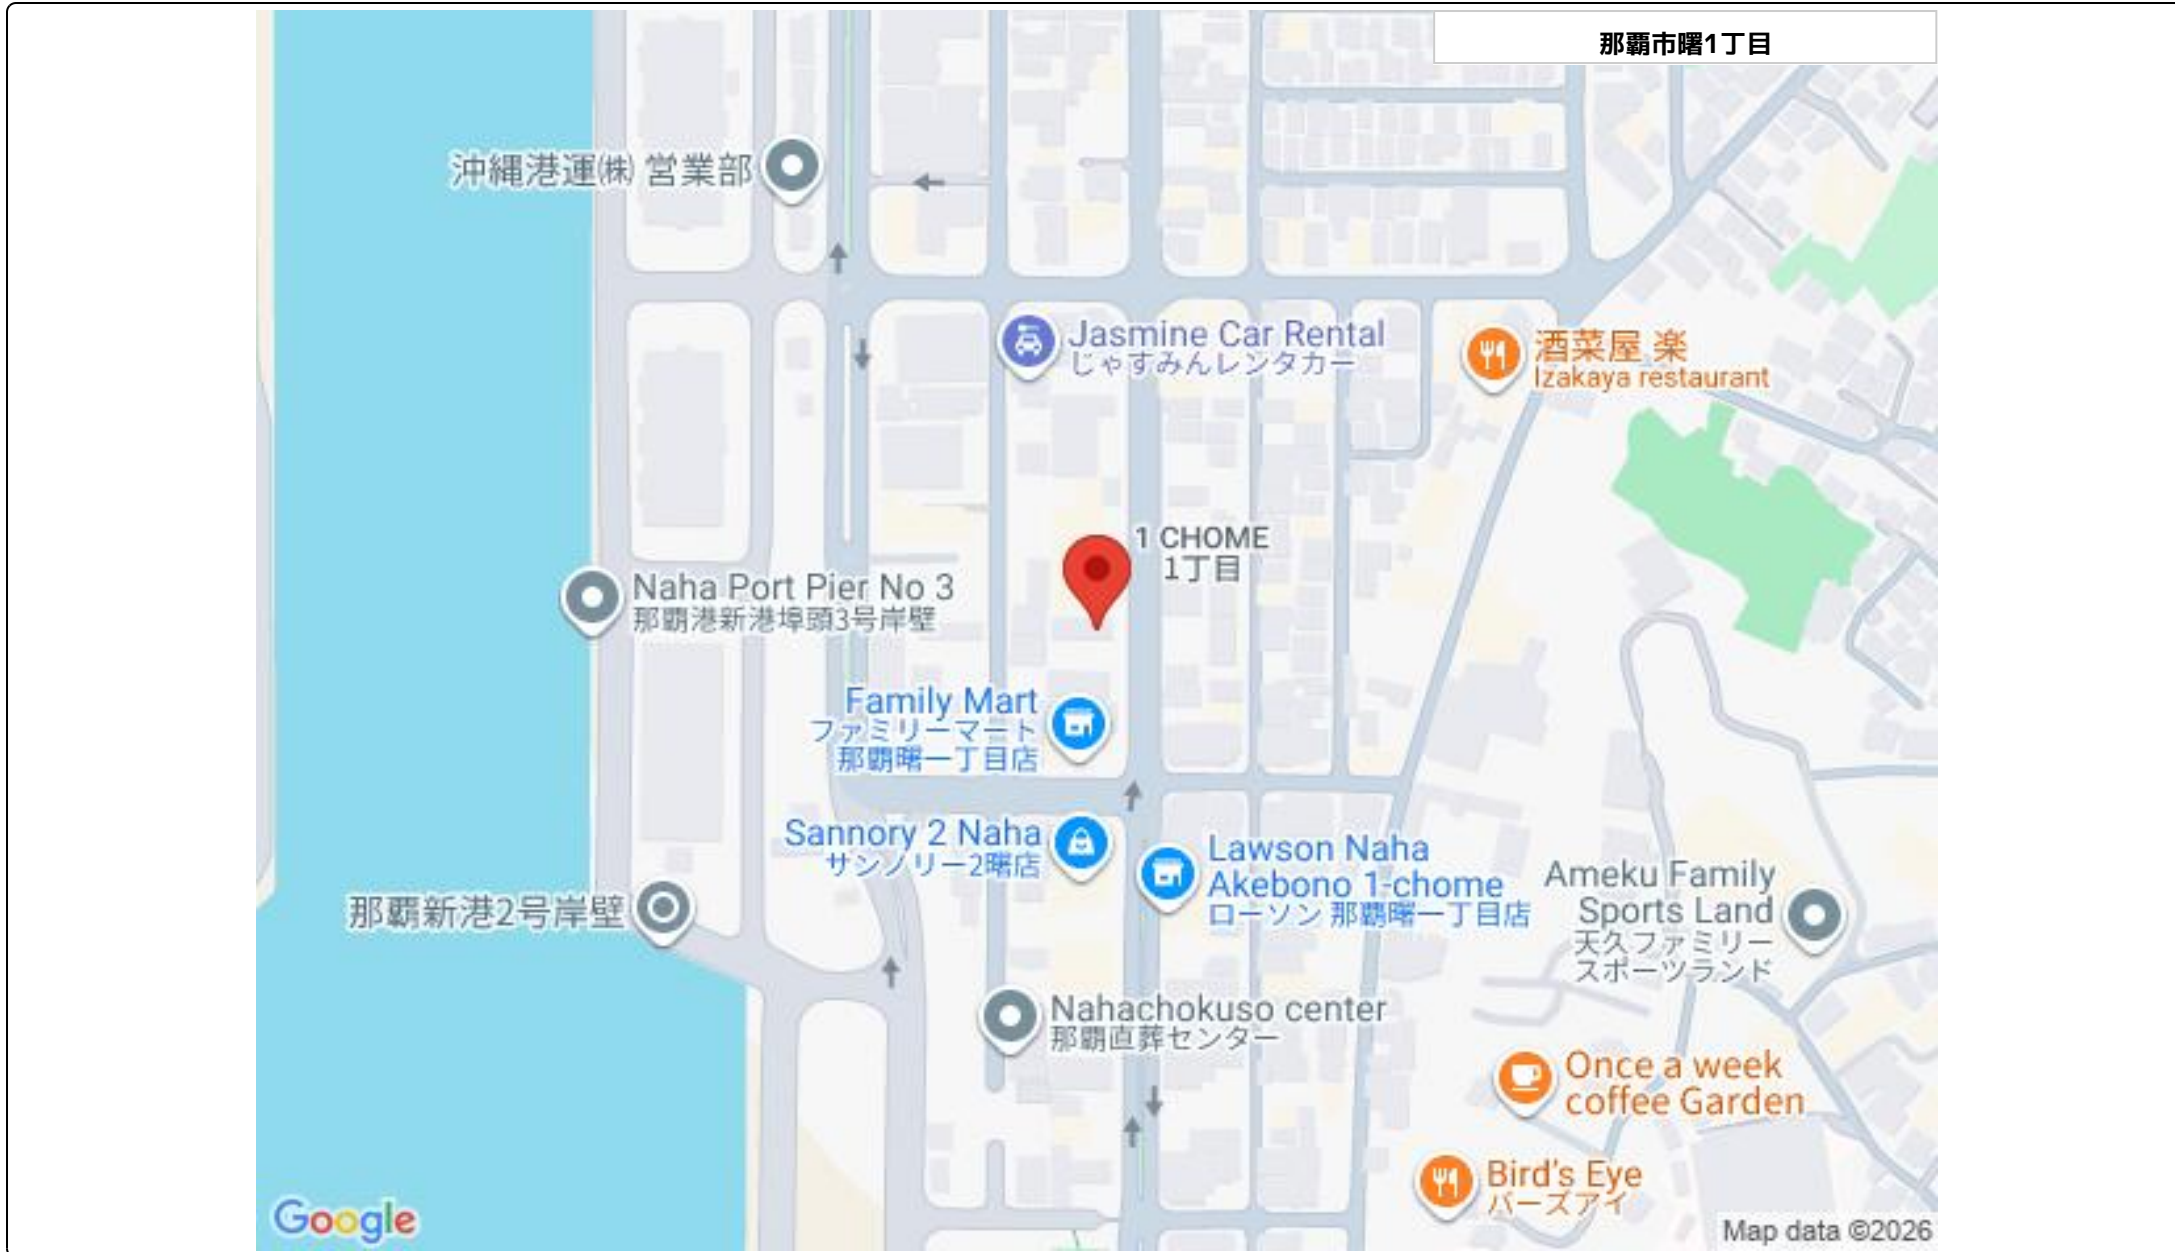 那覇市曙1丁目
沖縄港運㈱ 営業部
Jasmine Car Rental
じゃすみんレンタカー
酒菜屋 楽
Izakaya restaurant
1 CHOME
1丁目
Naha Port Pier No 3
那覇港新港埠頭3号岸壁
Family Mart
ファミリーマート
那覇曙一丁目店
Sannory 2 Naha
サンノリー2曙店
Lawson Naha
Akebono 1-chome
ローソン 那覇曙一丁目店
Ameku Family
Sports Land
天久ファミリー
スポーツランド
那覇新港2号岸壁
Nahachokuso center
那覇直葬センター
Once a week
coffee Garden
Bird's Eye
バーズアイ
Google
Map data ©2026